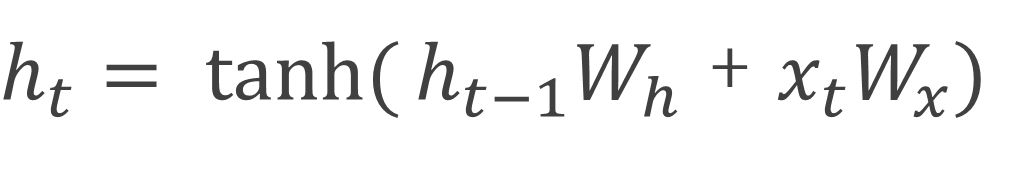 h_t = tanh( h_{t−1}W_h + x_tW_x)